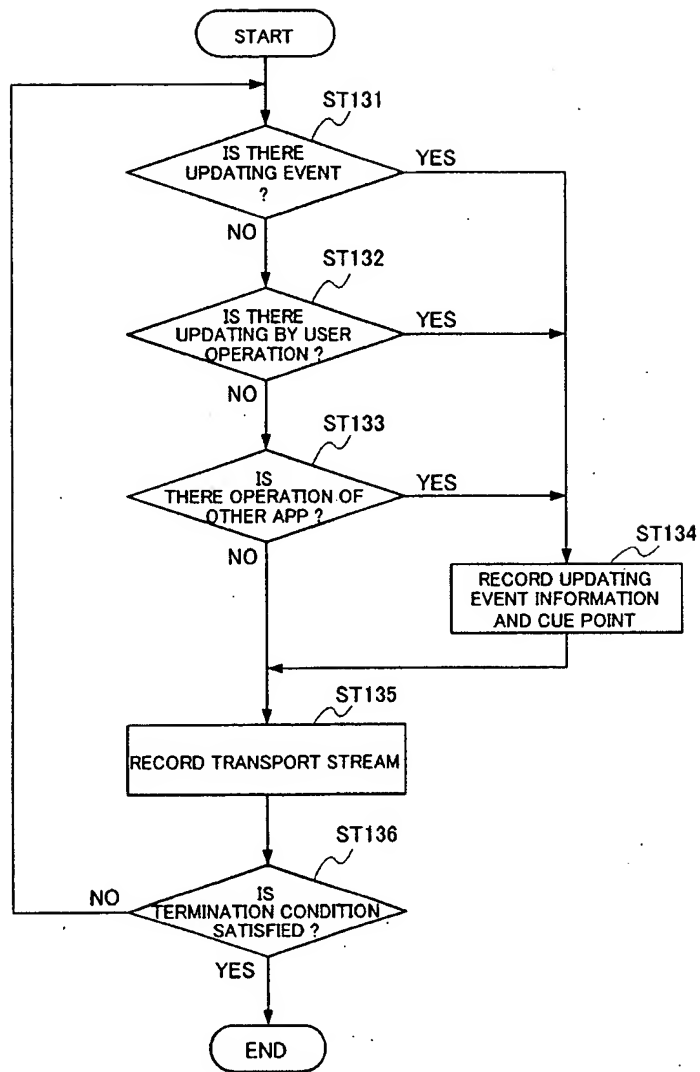 START
ST131
IS THERE
UPDATING EVENT
?
YES
NO
ST132
IS THERE
UPDATING BY USER
OPERATION ?
YES
NO
ST133
IS
THERE OPERATION OF
OTHER APP ?
YES
NO
ST134
RECORD UPDATING
EVENT INFORMATION
AND CUE POINT
ST135
RECORD TRANSPORT STREAM
ST136
IS
TERMINATION CONDITION
SATISFIED ?
NO
YES
END